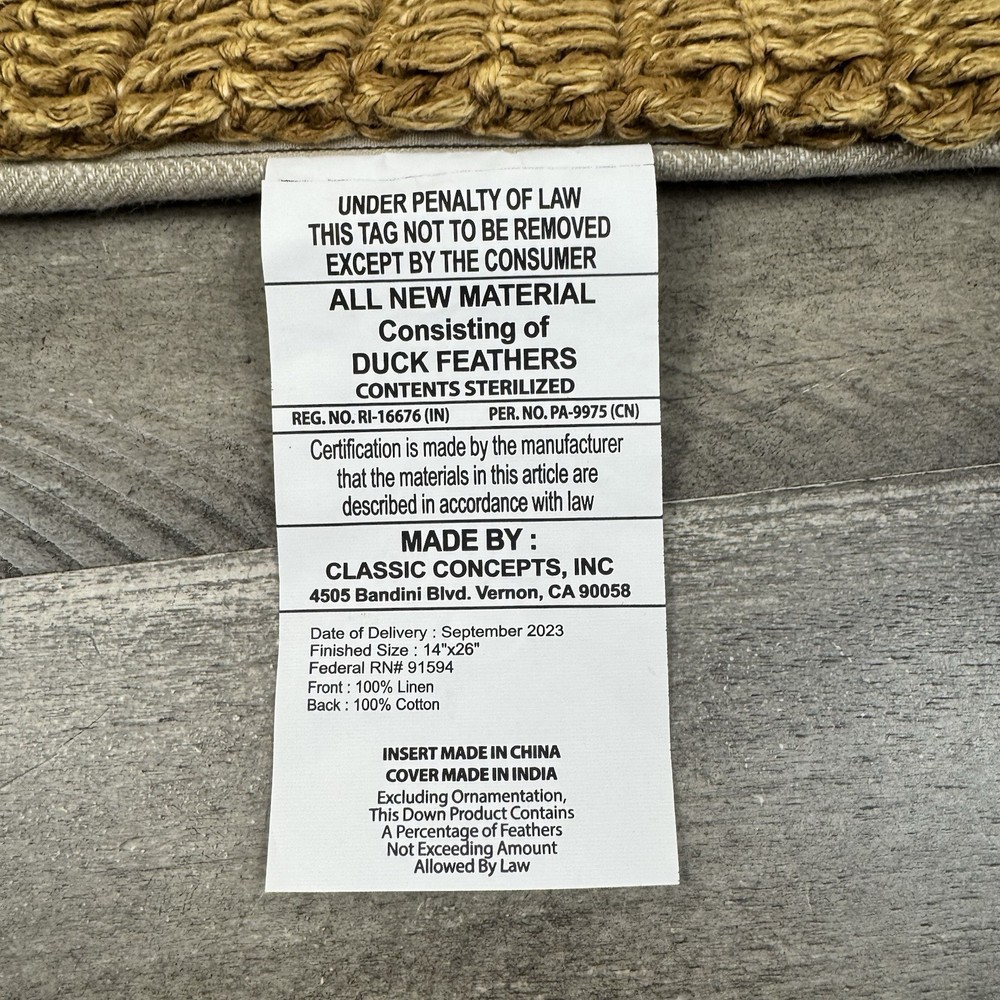 UNDER PENALTY OF LAW
THIS TAG NOT TO BE REMOVED
EXCEPT BY THE CONSUMER
ALL NEW MATERIAL
Consisting of
DUCK FEATHERS
CONTENTS STERILIZED
REG. NO. RI-16676 (IN) PER. NO. PA-9975 (CN)
Certification is made by the manufacturer
that the materials in this article are
described in accordance with law
MADE BY :
CLASSIC CONCEPTS, INC
4505 Bandini Blvd. Vernon, CA 90058
Date of Delivery : September 2023
Finished Size : 14"x26"
Federal RN# 91594
Front : 100% Linen
Back : 100% Cotton
INSERT MADE IN CHINA
COVER MADE IN INDIA
Excluding Ornamentation,
This Down Product Contains
A Percentage of Feathers
Not Exceeding Amount
Allowed By Law